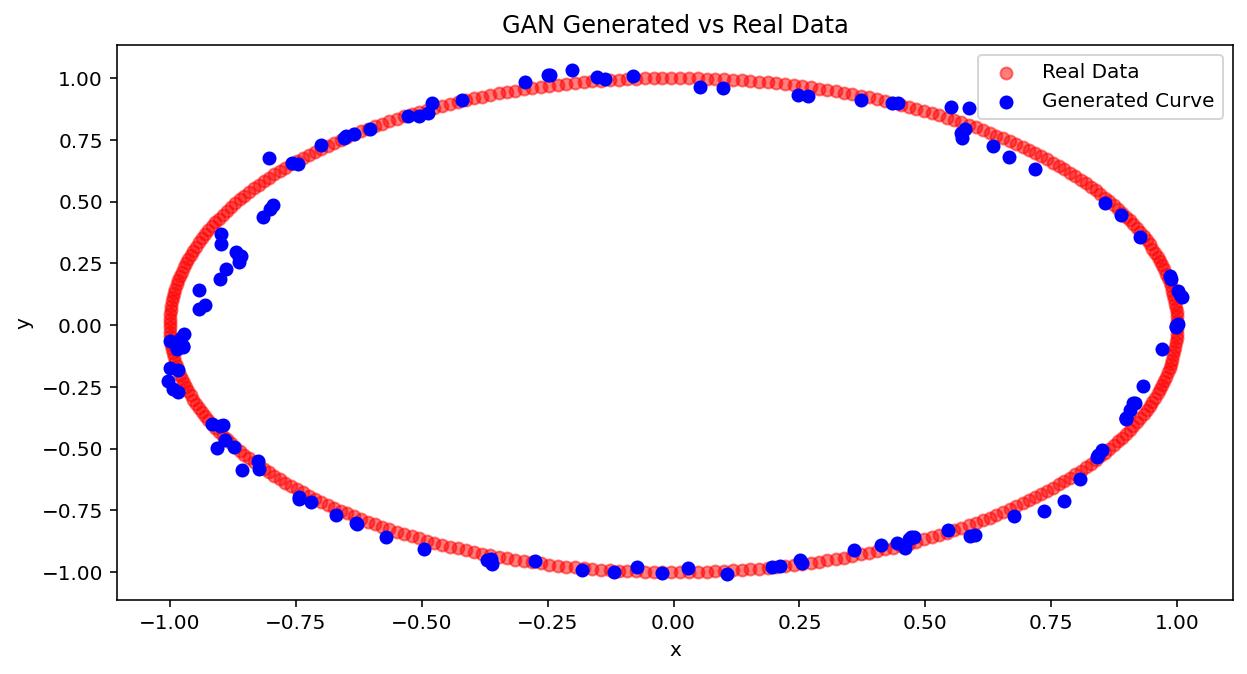 GAN Generated vs Real Data
Real Data
Generated Curve
1.00
0.75
0.50
0.25
0.00
−0.25
−0.50
−0.75
−1.00
y
−1.00 −0.75 −0.50 −0.25 0.00 0.25 0.50 0.75 1.00
x